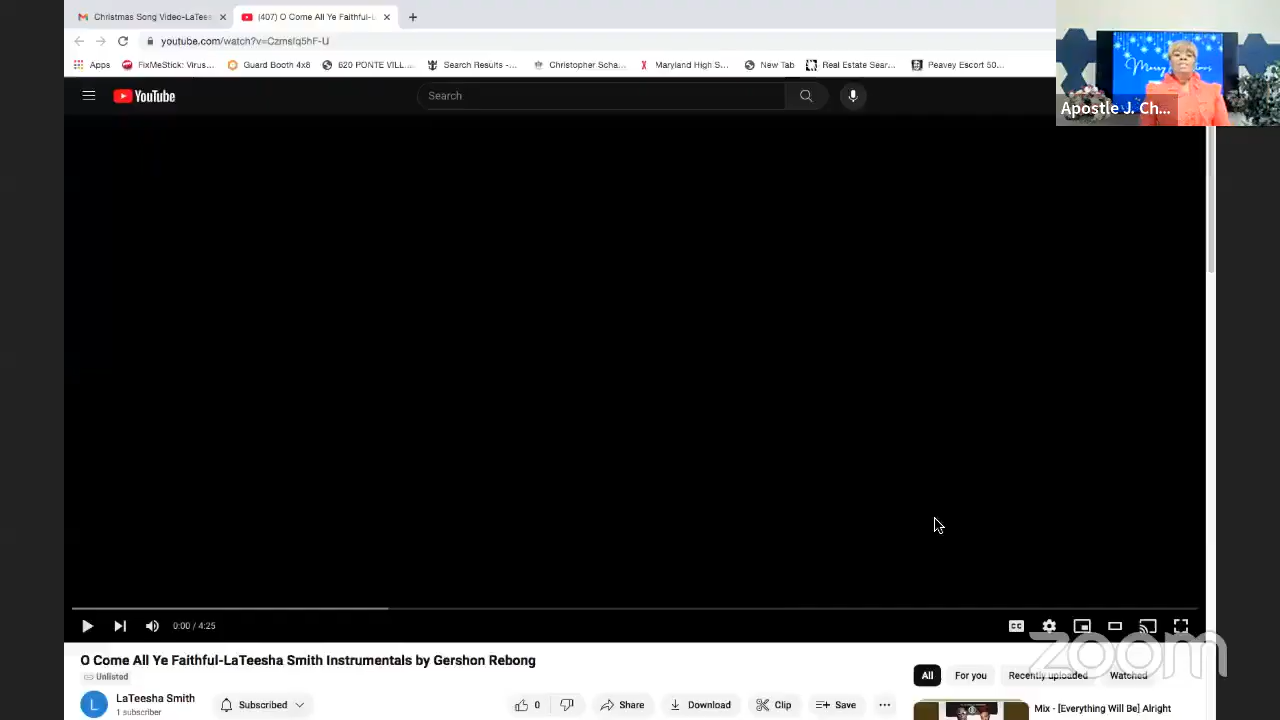 Christmas Song Video-LaTees
(407) O Come All Ye Faithful-L
youtube.com/watch?v=Czmslq5hF-U
Apps
FixMeStick: Virus...
Guard Booth 4x8
620 PONTE VILL...
Search Results -...
Christopher Scha...
Maryland High S...
New Tab
Real Estate Sear...
Peavey Escort 50...
YouTube
Search
Merry
Apostle J. Ch...
0:00 / 4:25
CC
O Come All Ye Faithful-LaTeesha Smith Instrumentals by Gershon Rebong
Unlisted
L
LaTeesha Smith
1 subscriber
Subscribed
0
Share
Download
Clip
Save
All
For you
Recently uploaded
Watched
Mix - [Everything Will Be] Alright
zoom